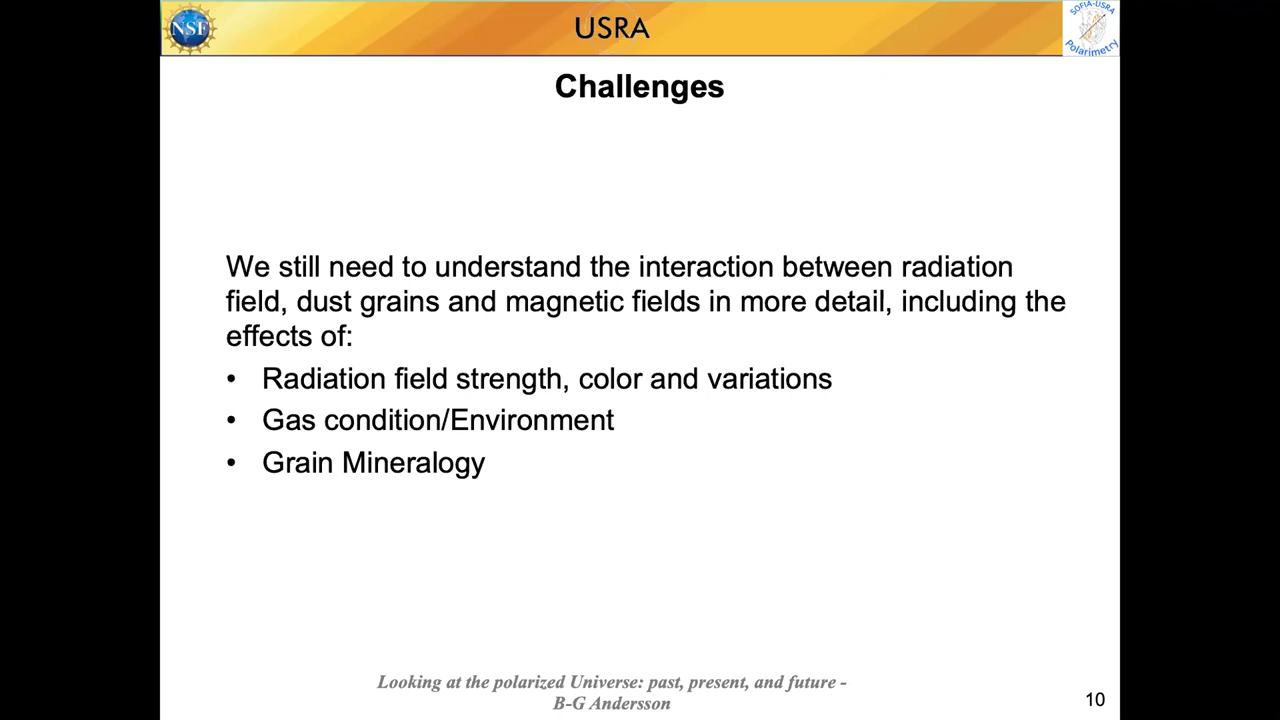 NSF
USRA
SOFIA-USRA
Polarimetry
Challenges
We still need to understand the interaction between radiation
field, dust grains and magnetic fields in more detail, including the
effects of:
• Radiation field strength, color and variations
• Gas condition/Environment
• Grain Mineralogy
Looking at the polarized Universe: past, present, and future -
B-G Andersson
10